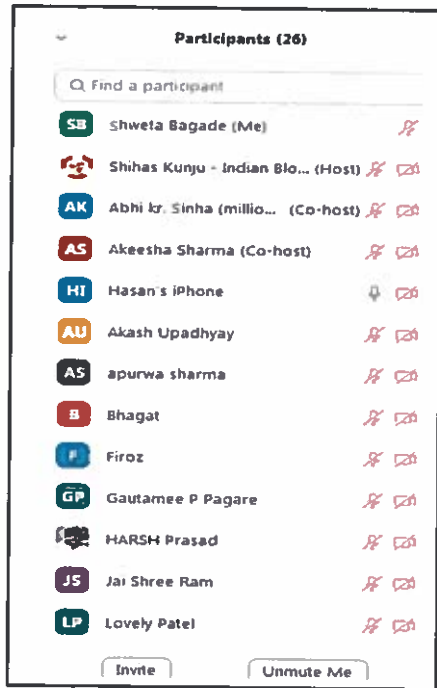 Participants (26)
Find a participant
SB Shweta Bagade (Me)
Shihas Kunju - Indian Blo... (Host)
AK Abhi kr. Sinha (millio... (Co-host)
AS Akeesha Sharma (Co-host)
HI Hasan's iPhone
AU Akash Upadhyay
AS apurwa sharma
B Bhagat
F Firoz
GP Gautamee P Pagare
HARSH Prasad
JS Jai Shree Ram
LP Lovely Patel
Invite Unmute Me